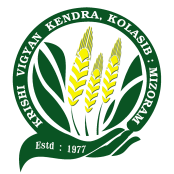 KRISHI VIGYAN KENDRA, KOLASIB : MIZORAM
Estd : 1977